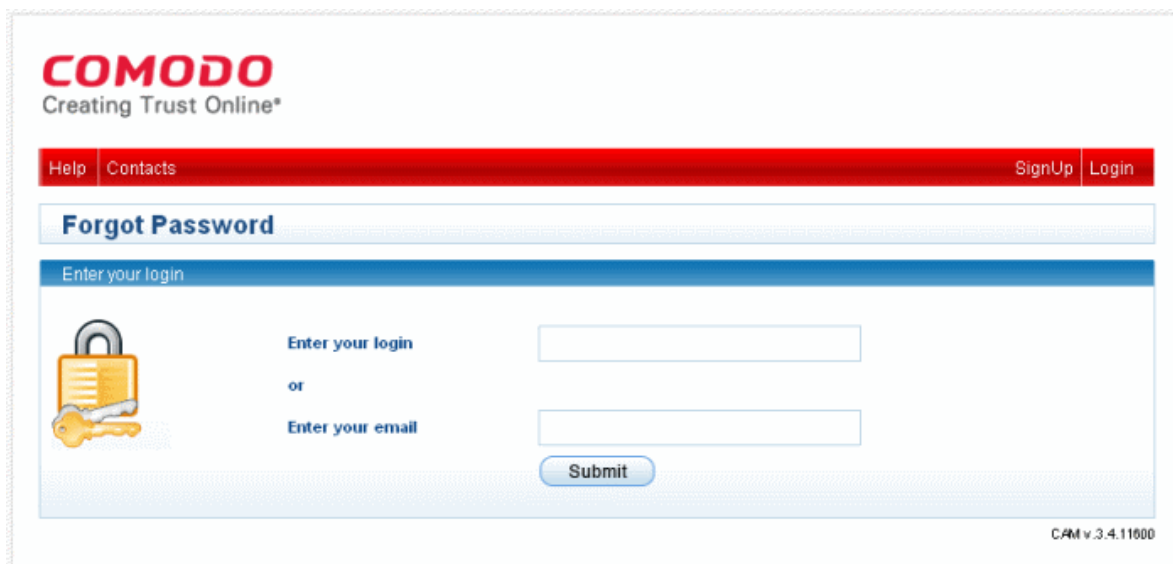 COMODO
Creating Trust Online®
Help Contacts SignUp Login
Forgot Password
Enter your login
Enter your login
or
Enter your email
Submit
CAM v.3.4.11600